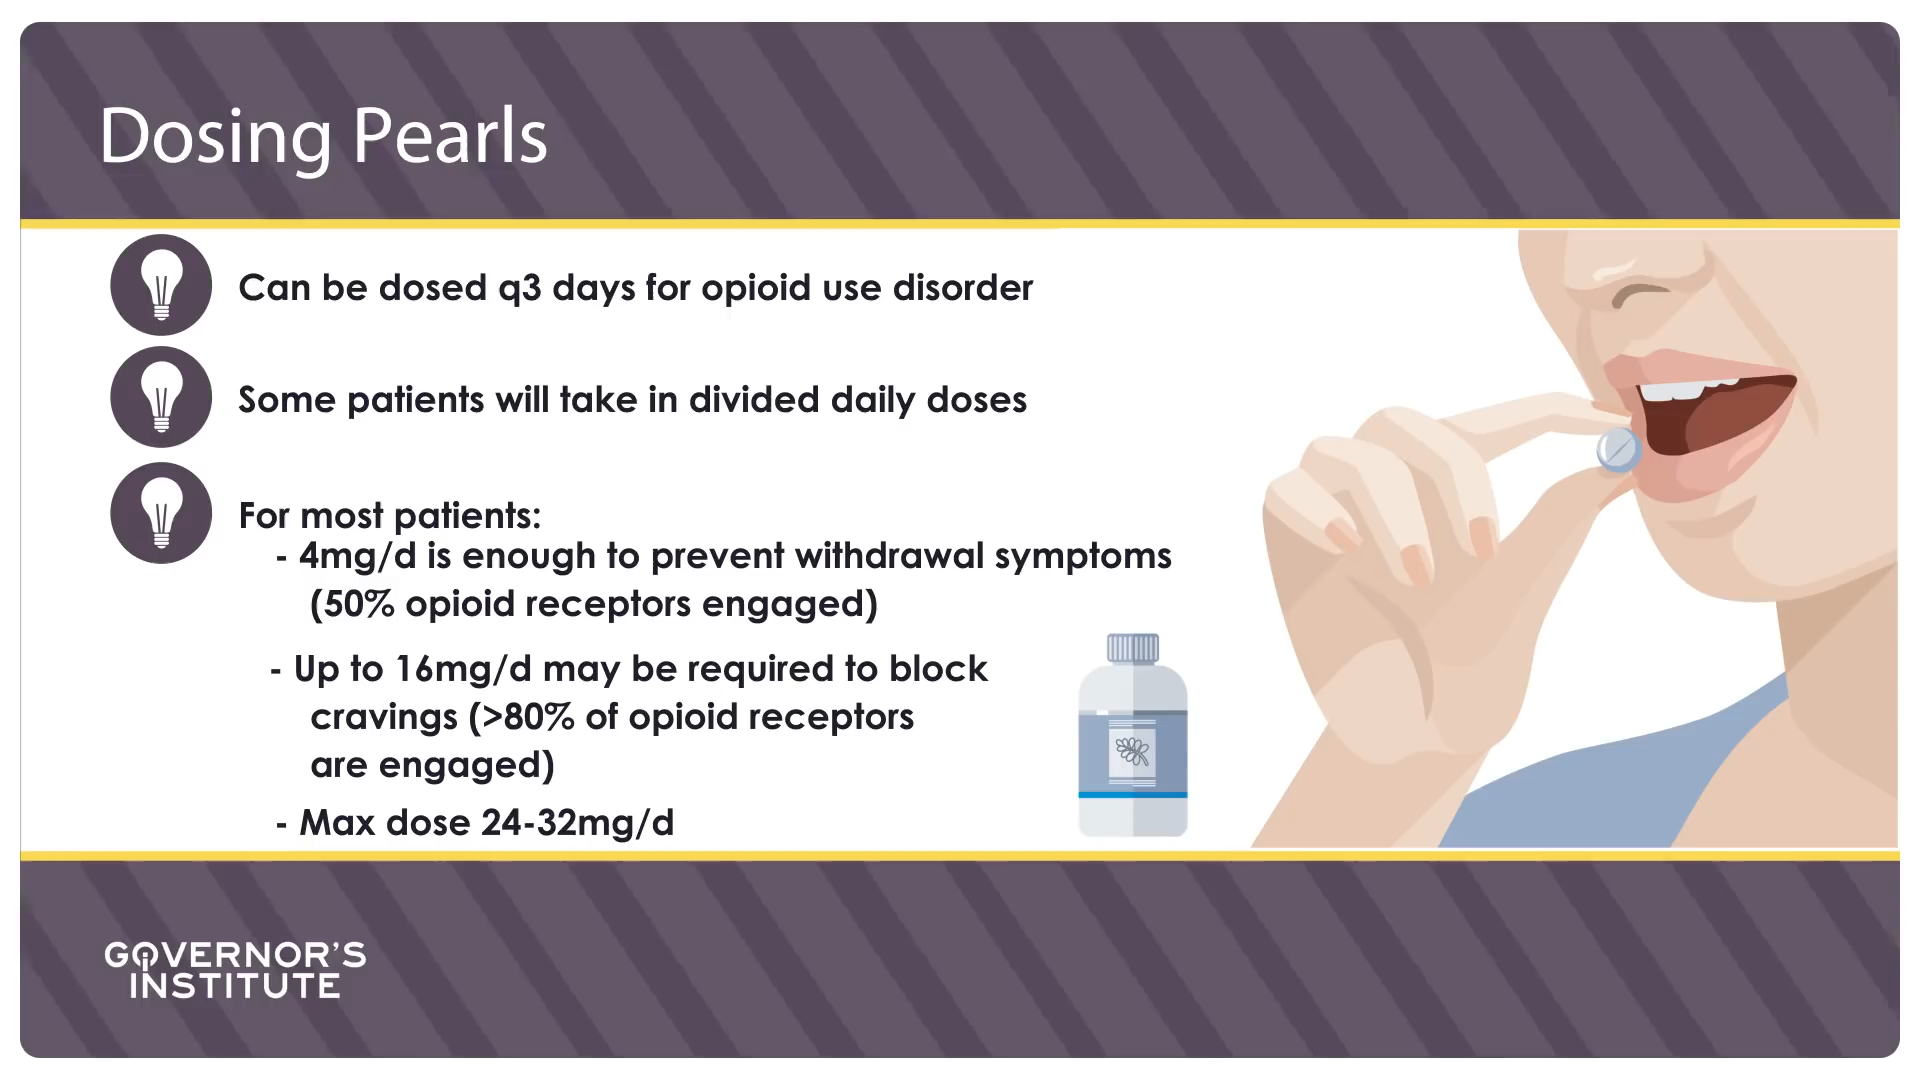 Dosing Pearls
Can be dosed q3 days for opioid use disorder
Some patients will take in divided daily doses
For most patients:
- 4mg/d is enough to prevent withdrawal symptoms
(50% opioid receptors engaged)
- Up to 16mg/d may be required to block
cravings (>80% of opioid receptors
are engaged)
- Max dose 24-32mg/d
GOVERNOR'S
INSTITUTE